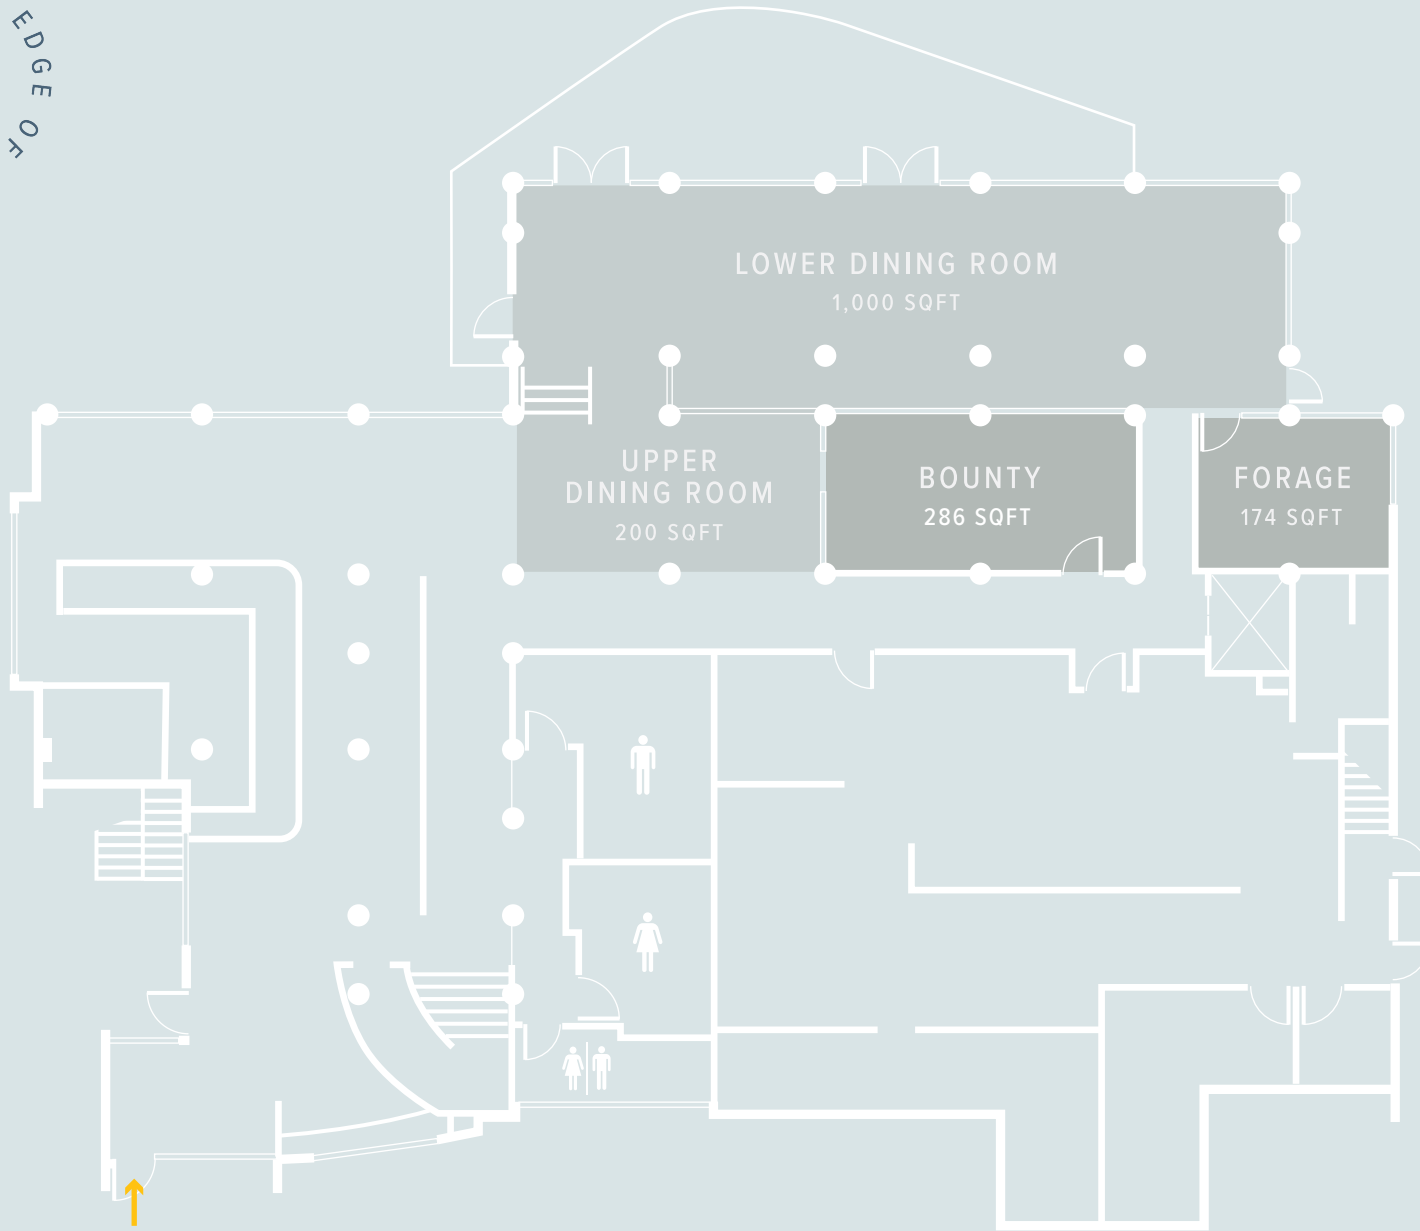 EDGE OF
LOWER DINING ROOM
1,000 SQFT
UPPER
DINING ROOM
200 SQFT
BOUNTY
286 SQFT
FORAGE
174 SQFT